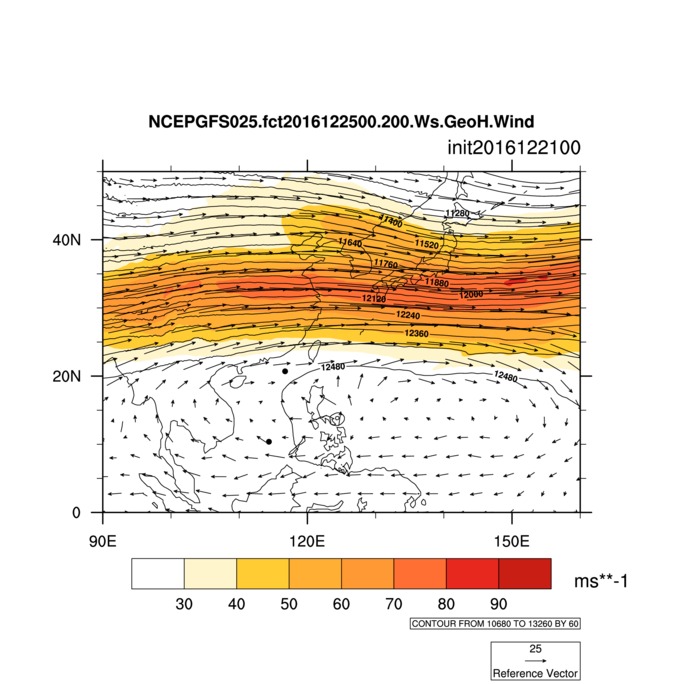 NCEPGFS025.fct2016122500.200.Ws.GeoH.Wind
init2016122100
11280
11400
40N
11640
11520
11760
11880
12000
12120
12240
12360
12480
20N
12480
0
90E 120E 150E
ms**-1
30 40 50 60 70 80 90
CONTOUR FROM 10680 TO 13260 BY 60
25
Reference Vector